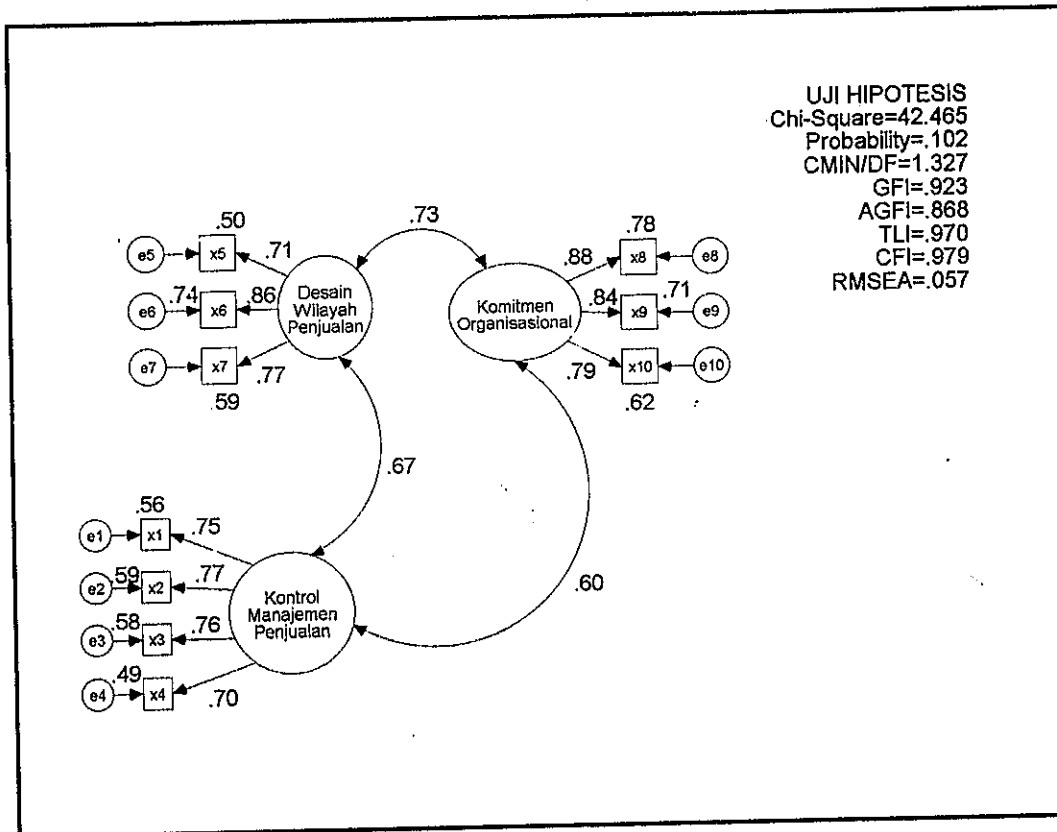 UJI HIPOTESIS
Chi-Square=42.465
Probability=.102
CMIN/DF=1.327
GFI=.923
AGFI=.868
TLI=.970
CFI=.979
RMSEA=.057
.73
.50
e5
x5
.71
e6
.74
x6
.86
e7
x7
.77
.59
Desain
Wilayah
Penjualan
Komitmen
Organisasional
.78
.88
x8
e8
.84
x9
.71
e9
.79
x10
e10
.62
.67
.60
.56
e1
x1
.75
e2
.59
x2
.77
e3
.58
x3
.76
e4
.49
x4
.70
Kontrol
Manajemen
Penjualan